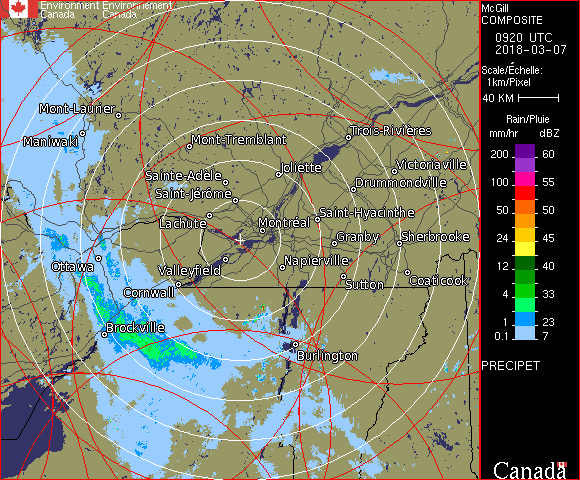 Environment Environnement
Canada Canada
McGill
COMPOSITE
0920 UTC
2018-03-07
Scale/Échelle:
1km/Pixel
40 KM
Rain/Pluie
mm/hr dBZ
200 60
100 55
50 50
24 45
12 40
4 33
1 23
0.1 7
PRECIPET
Canada
Mont-Laurier
Maniwaki
Mont-Tremblant
Trois-Rivières
Sainte-Adèle
Joliette
Victoriaville
Saint-Jérôme
Drummondville
Lachute
Saint-Hyacinthe
Montréal
Granby
Sherbrooke
Ottawa
Valleyfield
Napierville
Cornwall
Sutton
Coaticook
Brockville
Burlington